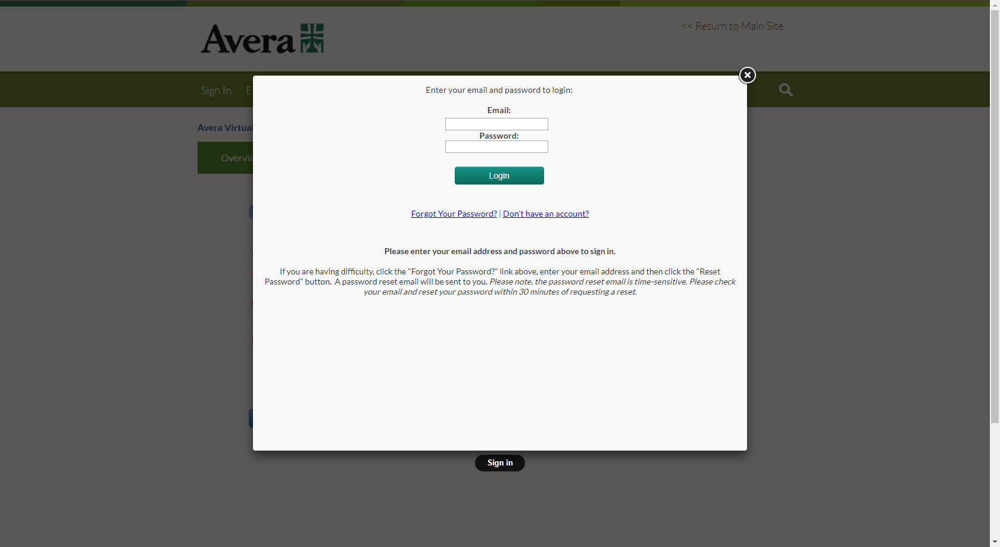 Avera
<< Return to Main Site
Sign In
Enter your email and password to login:
Email:
Avera Virtual
Password:
Overvie
Login
Forgot Your Password? | Don't have an account?
Please enter your email address and password above to sign in.
If you are having difficulty, click the "Forgot Your Password?" link above, enter your email address and then click the "Reset
Password" button.  A password reset email will be sent to you. Please note, the password reset email is time-sensitive. Please check
your email and reset your password within 30 minutes of requesting a reset.
Sign in